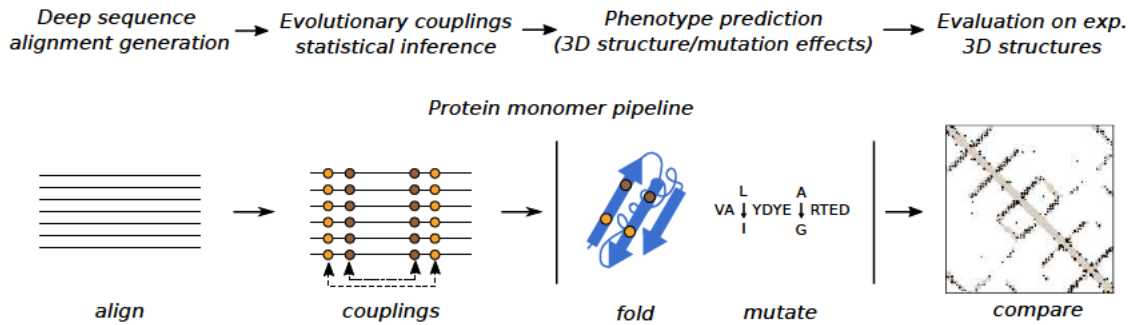 Deep sequence
alignment generation
Evolutionary couplings
statistical inference
Phenotype prediction
(3D structure/mutation effects)
Evaluation on exp.
3D structures
Protein monomer pipeline
L A
VA YDYE RTED
I G
align
couplings
fold
mutate
compare